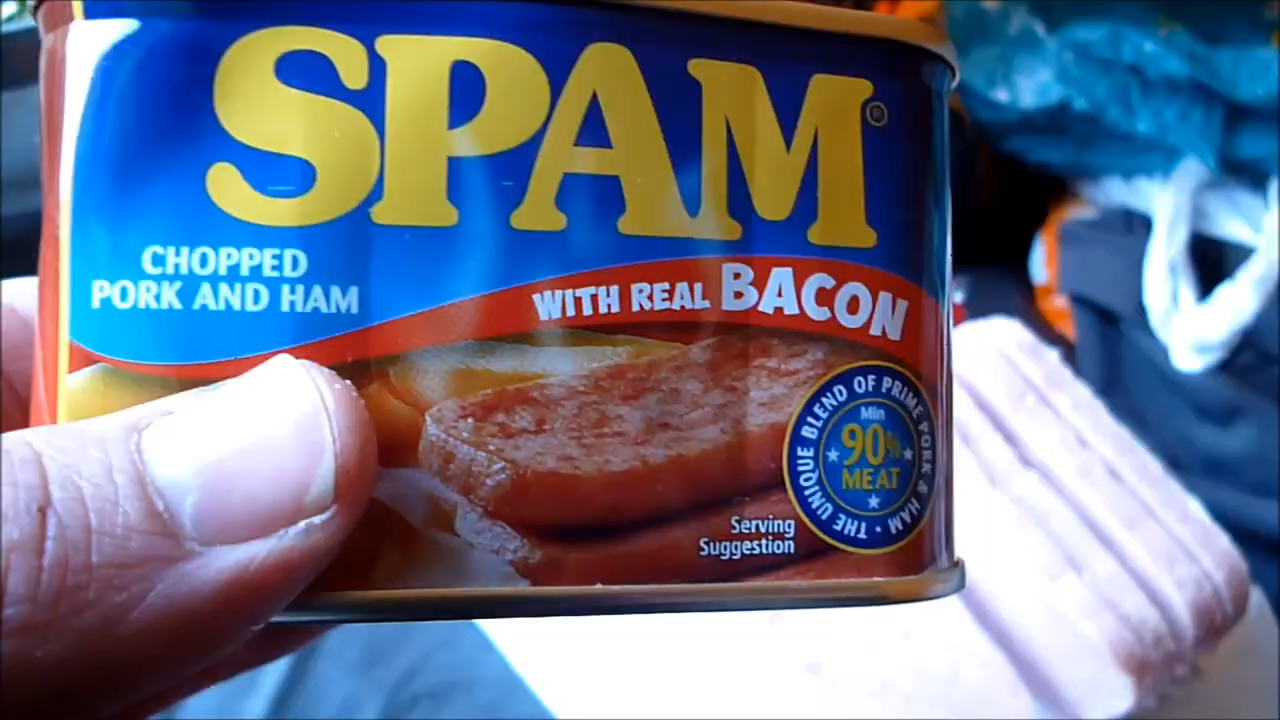 SPAM®
CHOPPED
PORK AND HAM
WITH REAL BACON
THE UNIQUE BLEND OF PRIME PORK & HAM •
Min
90%
MEAT
Serving
Suggestion